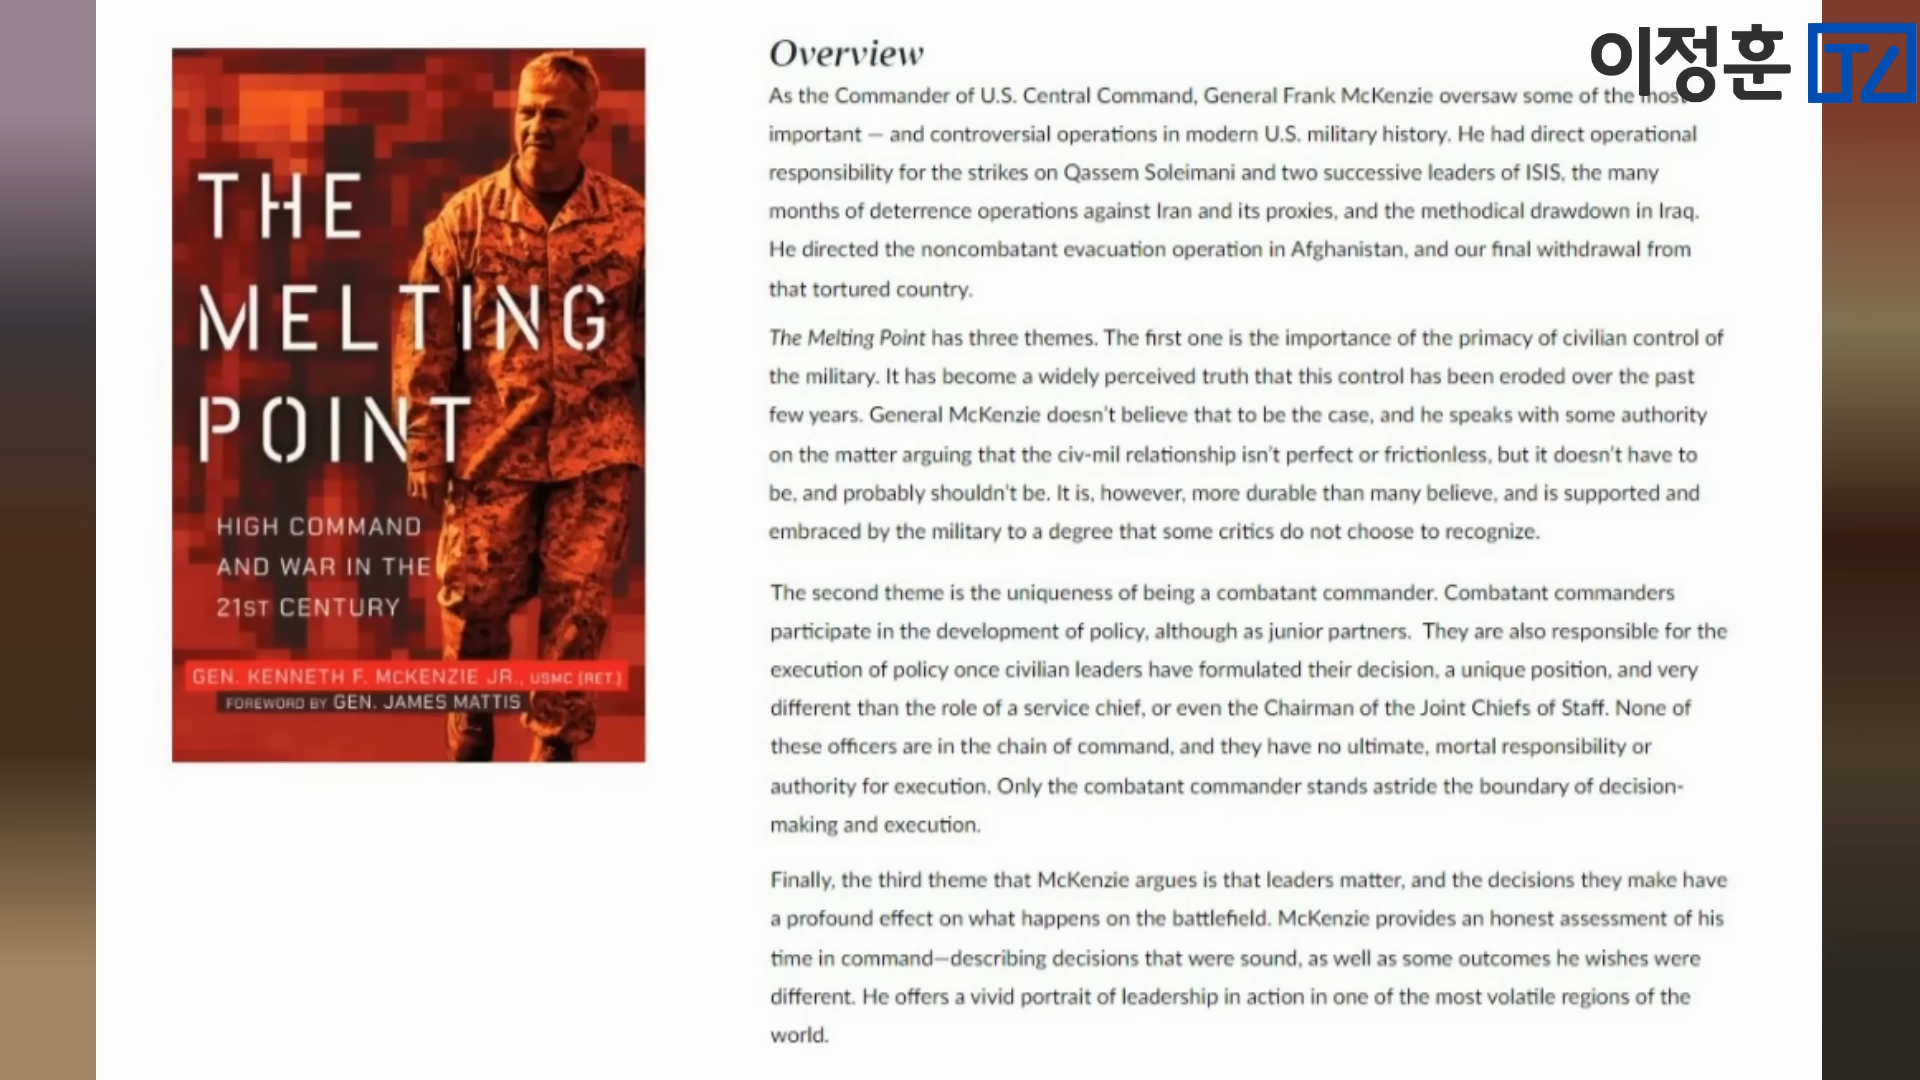 THE
MELTING
POINT
HIGH COMMAND
AND WAR IN THE
21ST CENTURY
GEN. KENNETH F. McKENZIE JR., USMC (RET.)
FOREWORD BY GEN. JAMES MATTIS
이정훈 TV
Overview
As the Commander of U.S. Central Command, General Frank McKenzie oversaw some of the most
important — and controversial operations in modern U.S. military history. He had direct operational
responsibility for the strikes on Qassem Soleimani and two successive leaders of ISIS, the many
months of deterrence operations against Iran and its proxies, and the methodical drawdown in Iraq.
He directed the noncombatant evacuation operation in Afghanistan, and our final withdrawal from
that tortured country.
The Melting Point has three themes. The first one is the importance of the primacy of civilian control of
the military. It has become a widely perceived truth that this control has been eroded over the past
few years. General McKenzie doesn't believe that to be the case, and he speaks with some authority
on the matter arguing that the civ-mil relationship isn't perfect or frictionless, but it doesn't have to
be, and probably shouldn't be. It is, however, more durable than many believe, and is supported and
embraced by the military to a degree that some critics do not choose to recognize.
The second theme is the uniqueness of being a combatant commander. Combatant commanders
participate in the development of policy, although as junior partners. They are also responsible for the
execution of policy once civilian leaders have formulated their decision, a unique position, and very
different than the role of a service chief, or even the Chairman of the Joint Chiefs of Staff. None of
these officers are in the chain of command, and they have no ultimate, mortal responsibility or
authority for execution. Only the combatant commander stands astride the boundary of decision-
making and execution.
Finally, the third theme that McKenzie argues is that leaders matter, and the decisions they make have
a profound effect on what happens on the battlefield. McKenzie provides an honest assessment of his
time in command—describing decisions that were sound, as well as some outcomes he wishes were
different. He offers a vivid portrait of leadership in action in one of the most volatile regions of the
world.